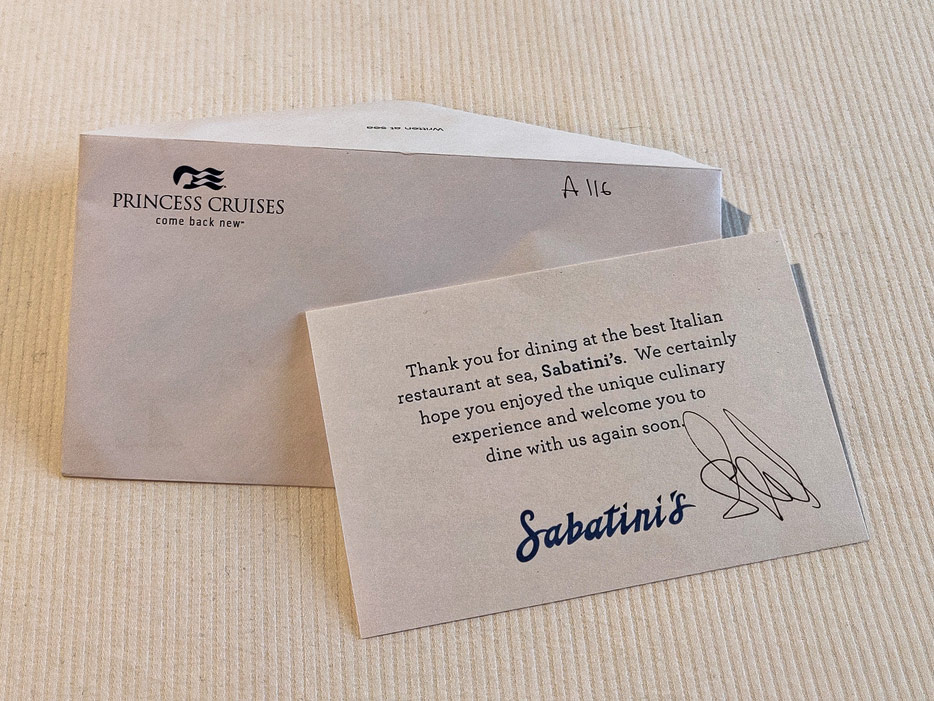 Written at sea
PRINCESS CRUISES
come back new℠
A 116
Thank you for dining at the best Italian
restaurant at sea, Sabatini's. We certainly
hope you enjoyed the unique culinary
experience and welcome you to
dine with us again soon.
Sabatini's